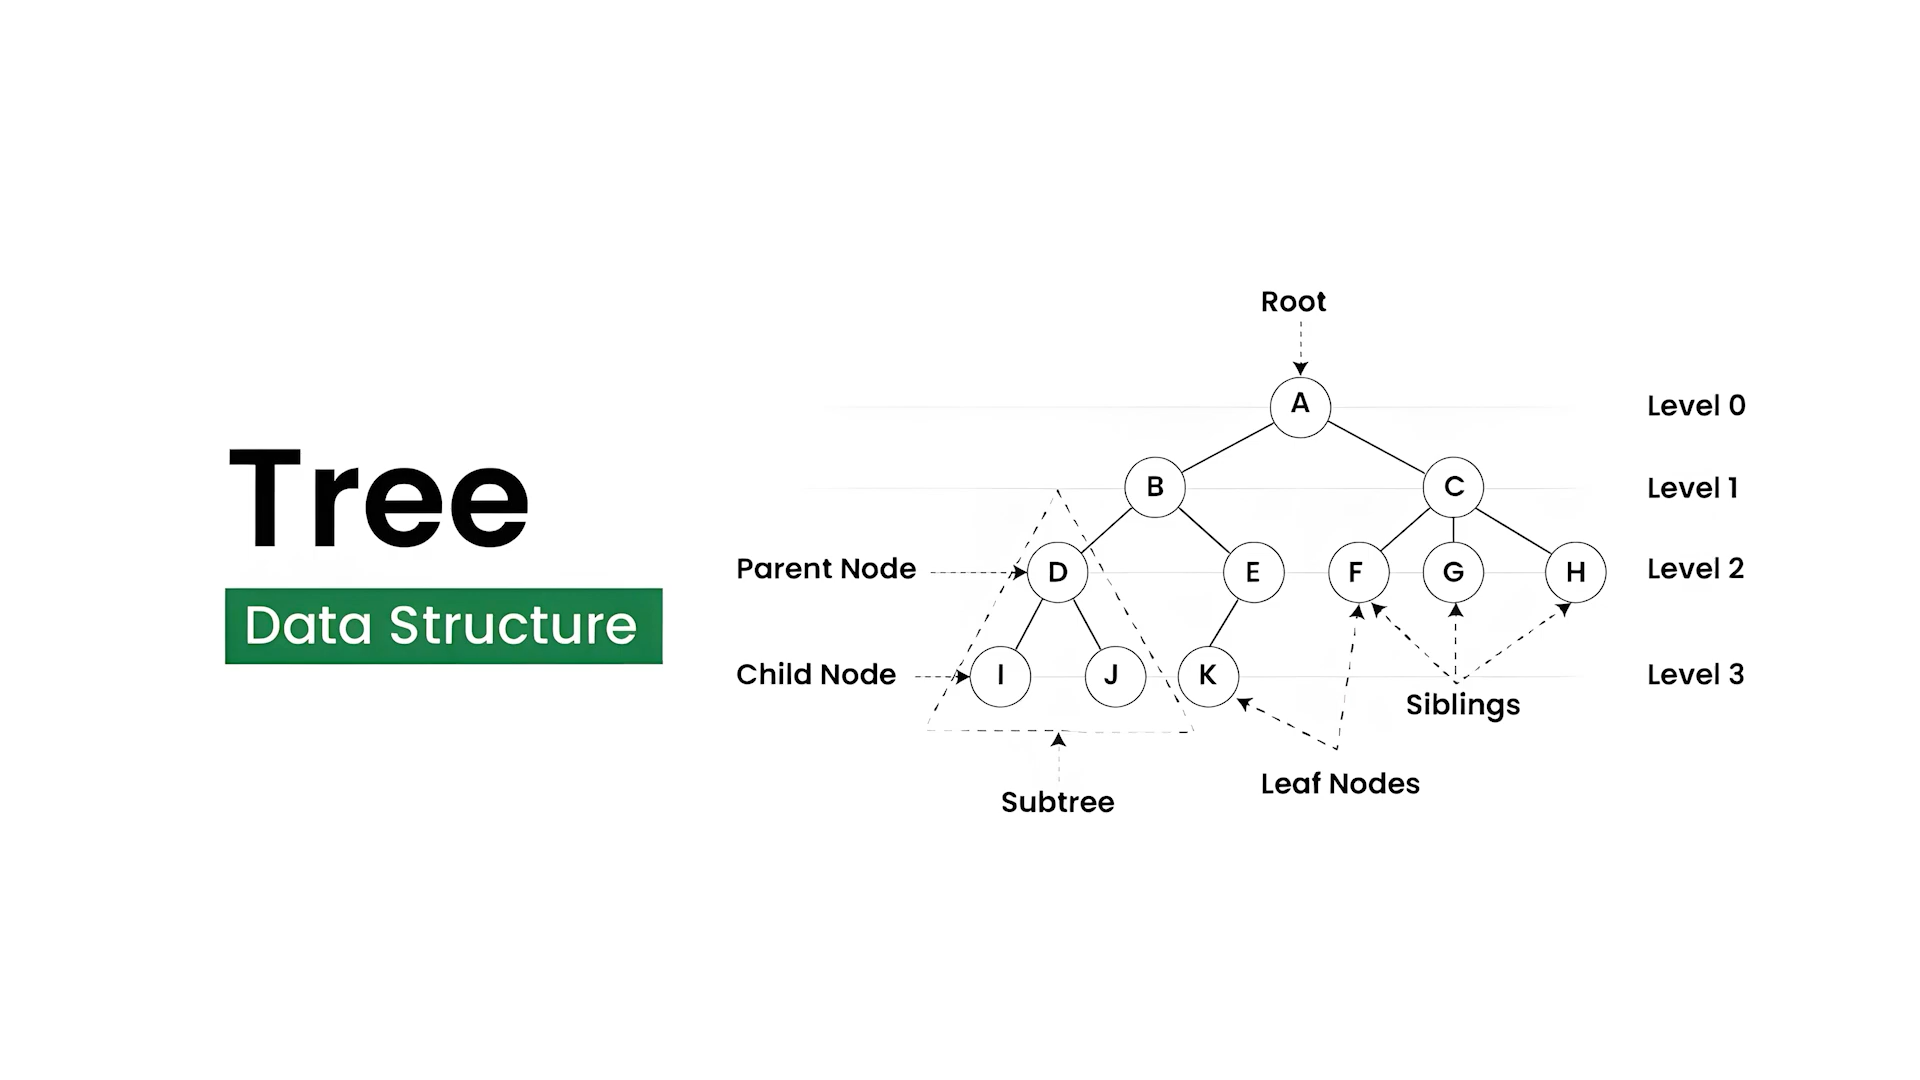 Tree
Data Structure
Root
A
Level 0
B
C
Level 1
Parent Node
D
E
F
G
H
Level 2
Child Node
I
J
K
Level 3
Siblings
Leaf Nodes
Subtree